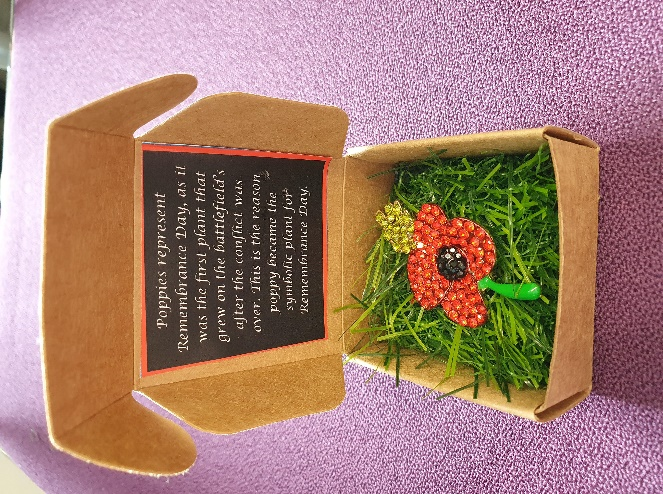 Poppies represent
Remembrance Day, as it
was the first plant that
grew on the battlefield's
after the conflict was
over. This is the reason
poppy became the
symbolic plant for
Remembrance Day.